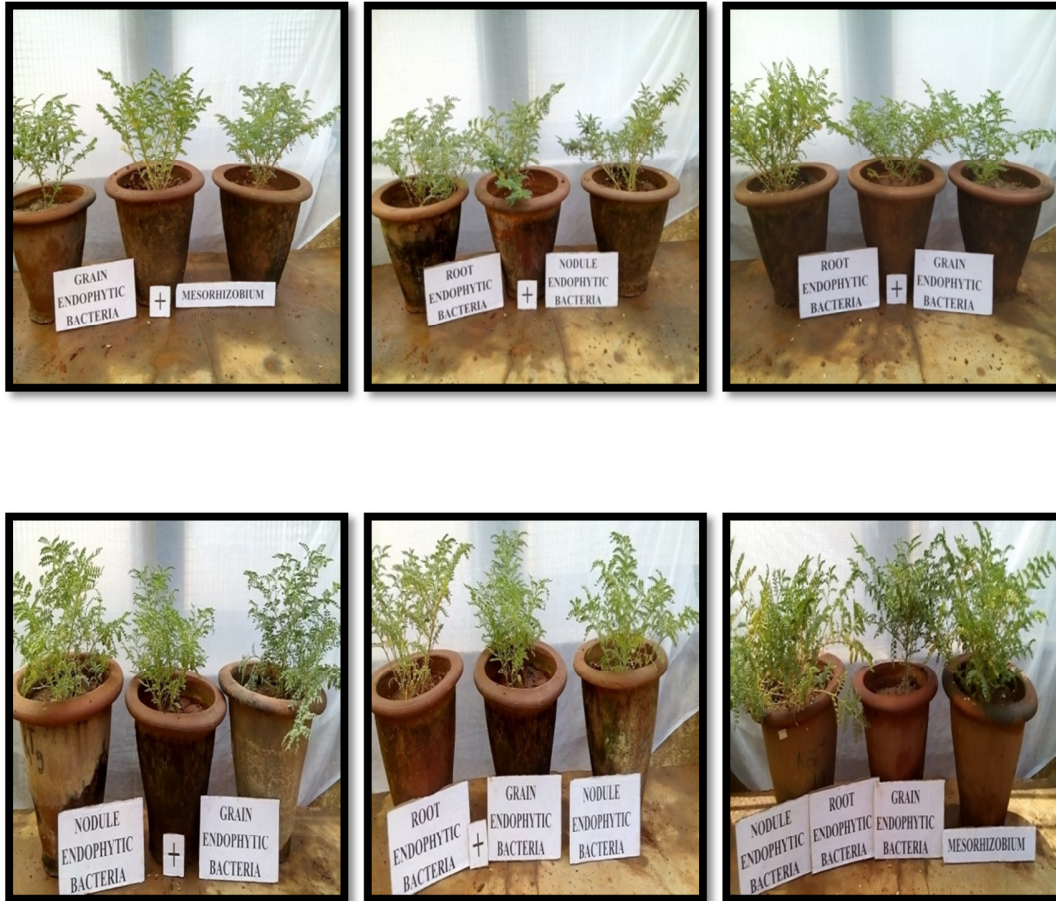 GRAIN
ENDOPHYTIC
BACTERIA
+
MESORHIZOBIUM
ROOT
ENDOPHYTIC
BACTERIA
+
NODULE
ENDOPHYTIC
BACTERIA
ROOT
ENDOPHYTIC
BACTERIA
+
GRAIN
ENDOPHYTIC
BACTERIA
NODULE
ENDOPHYTIC
BACTERIA
+
GRAIN
ENDOPHYTIC
BACTERIA
ROOT
ENDOPHYTIC
BACTERIA
+
GRAIN
ENDOPHYTIC
BACTERIA
NODULE
ENDOPHYTIC
BACTERIA
NODULE
ENDOPHYTIC
BACTERIA
ROOT
ENDOPHYTIC
BACTERIA
GRAIN
ENDOPHYTIC
BACTERIA
MESORHIZOBIUM